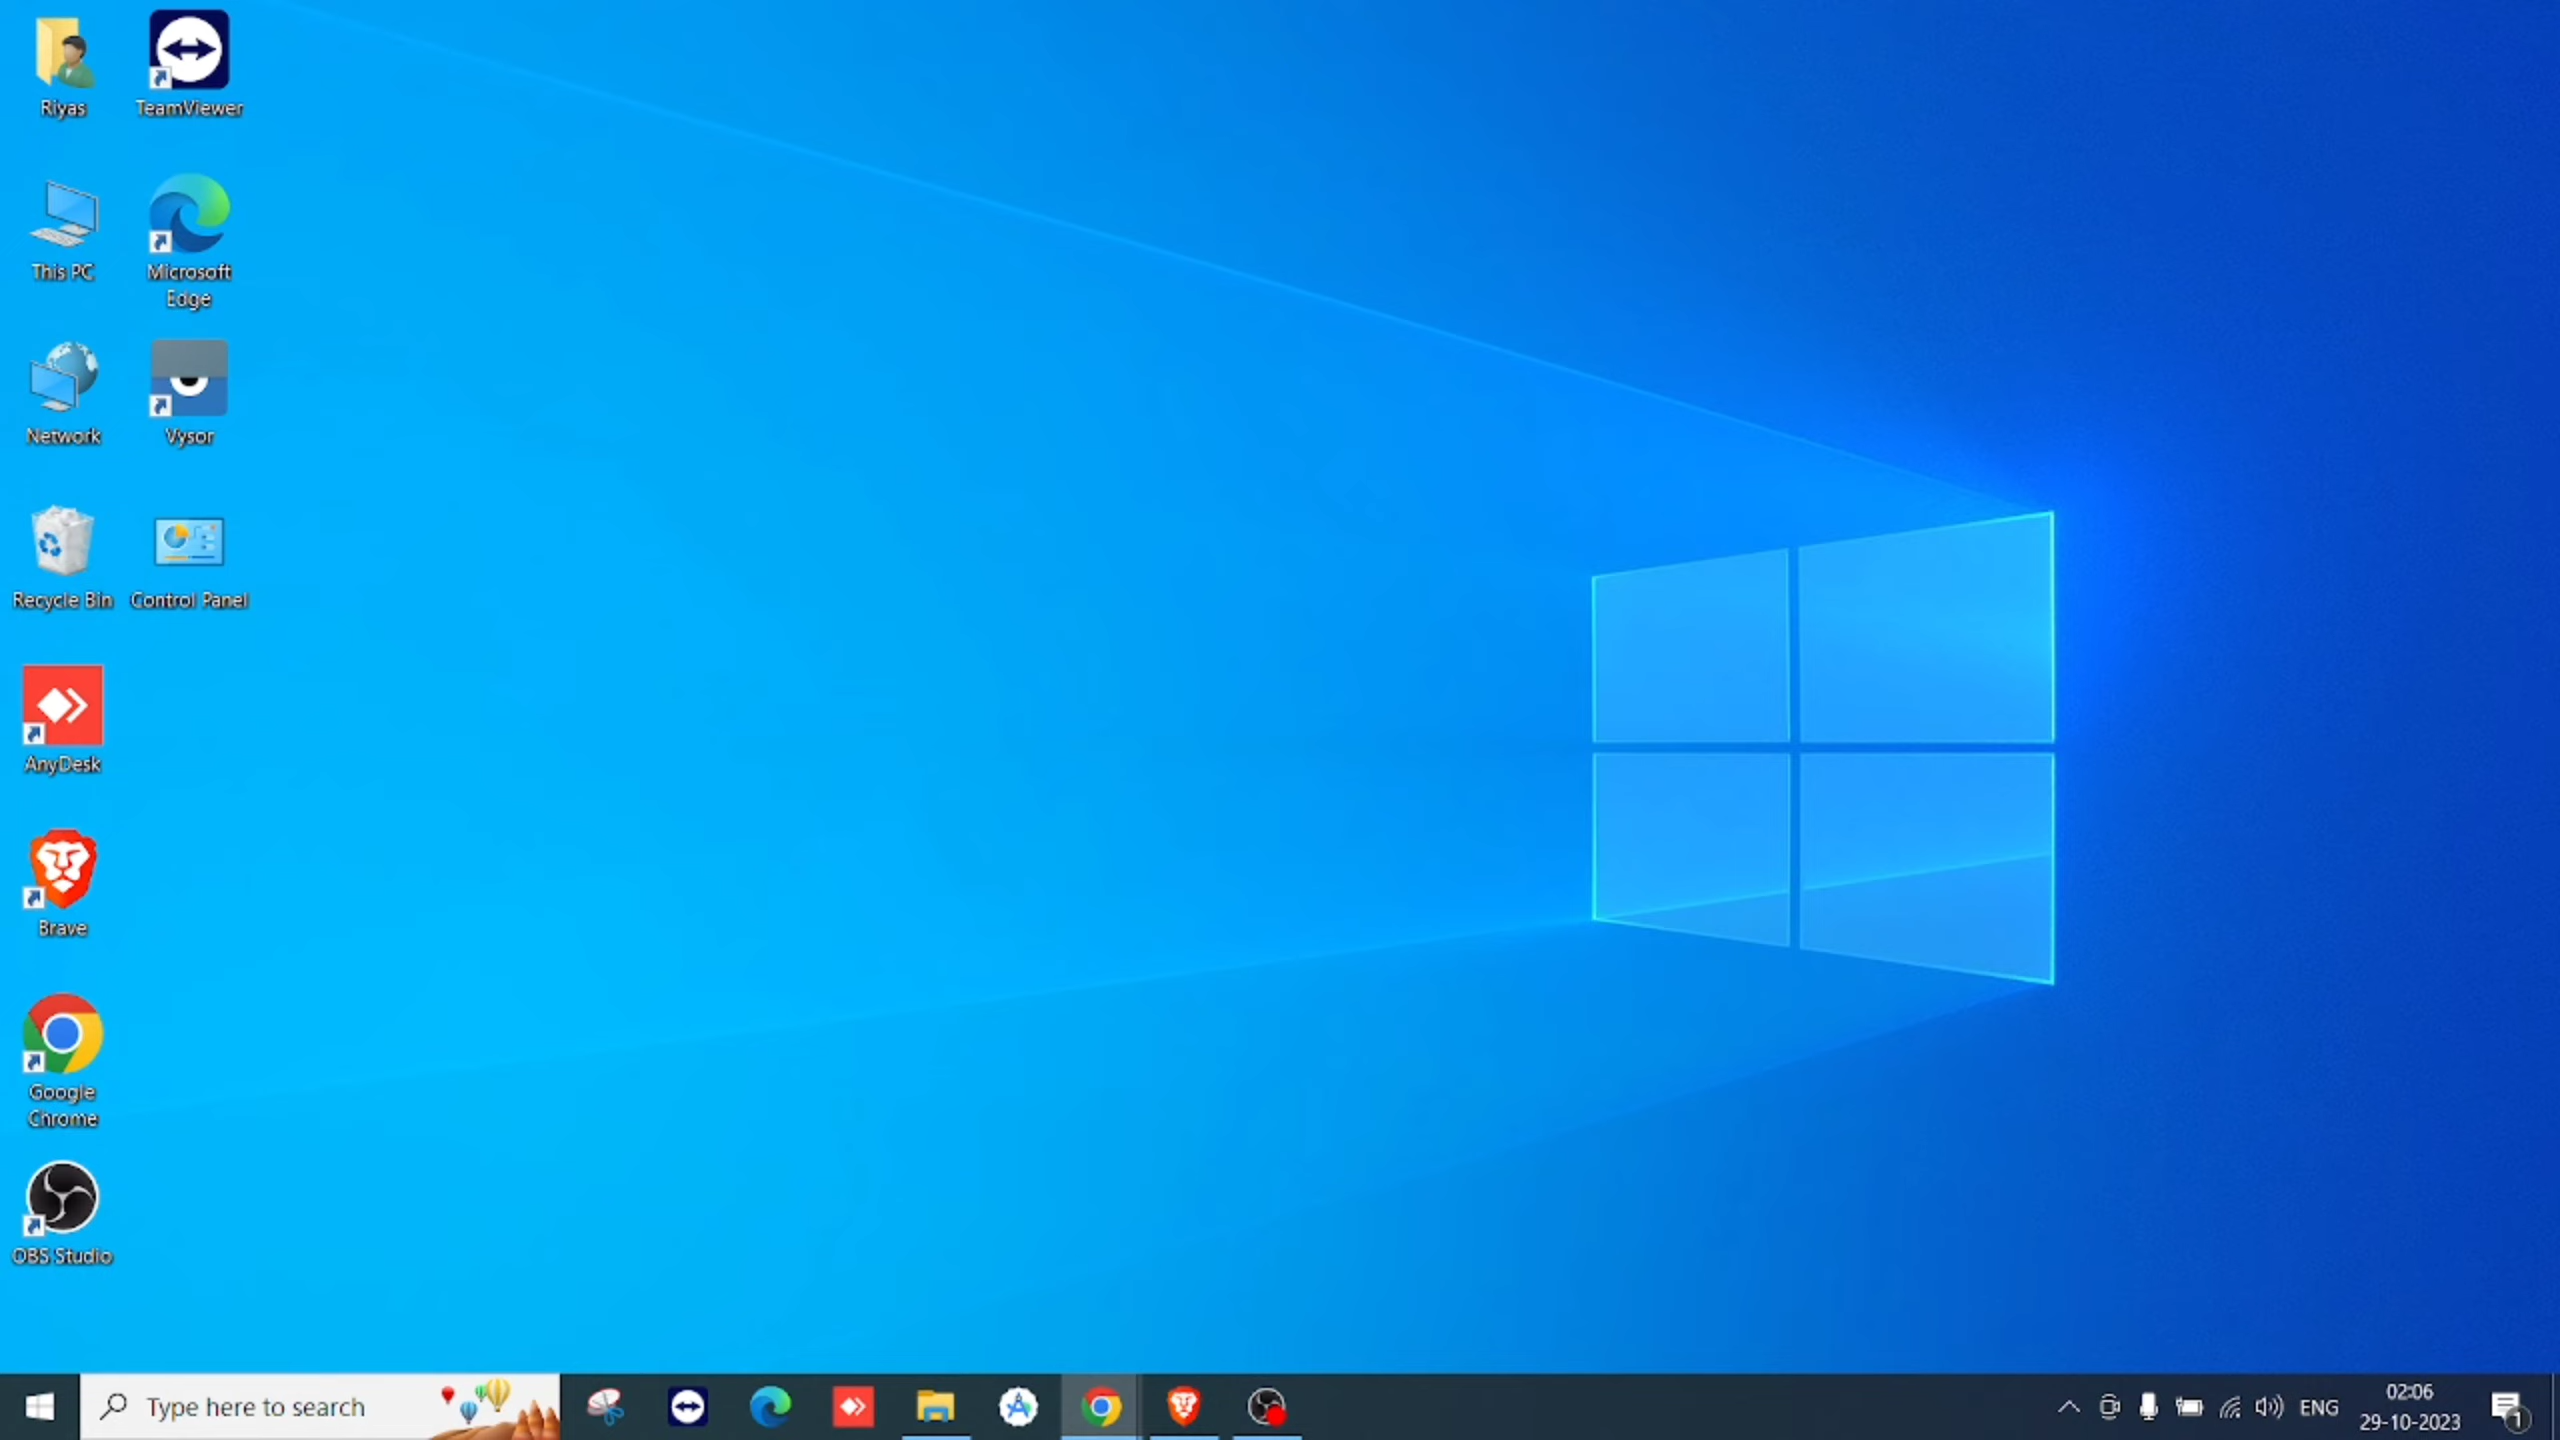 Riyas
TeamViewer
This PC
Microsoft
Edge
Network
Vysor
Recycle Bin
Control Panel
AnyDesk
Brave
Google
Chrome
OBS Studio
Type here to search
ENG
02:06
29-10-2023
1